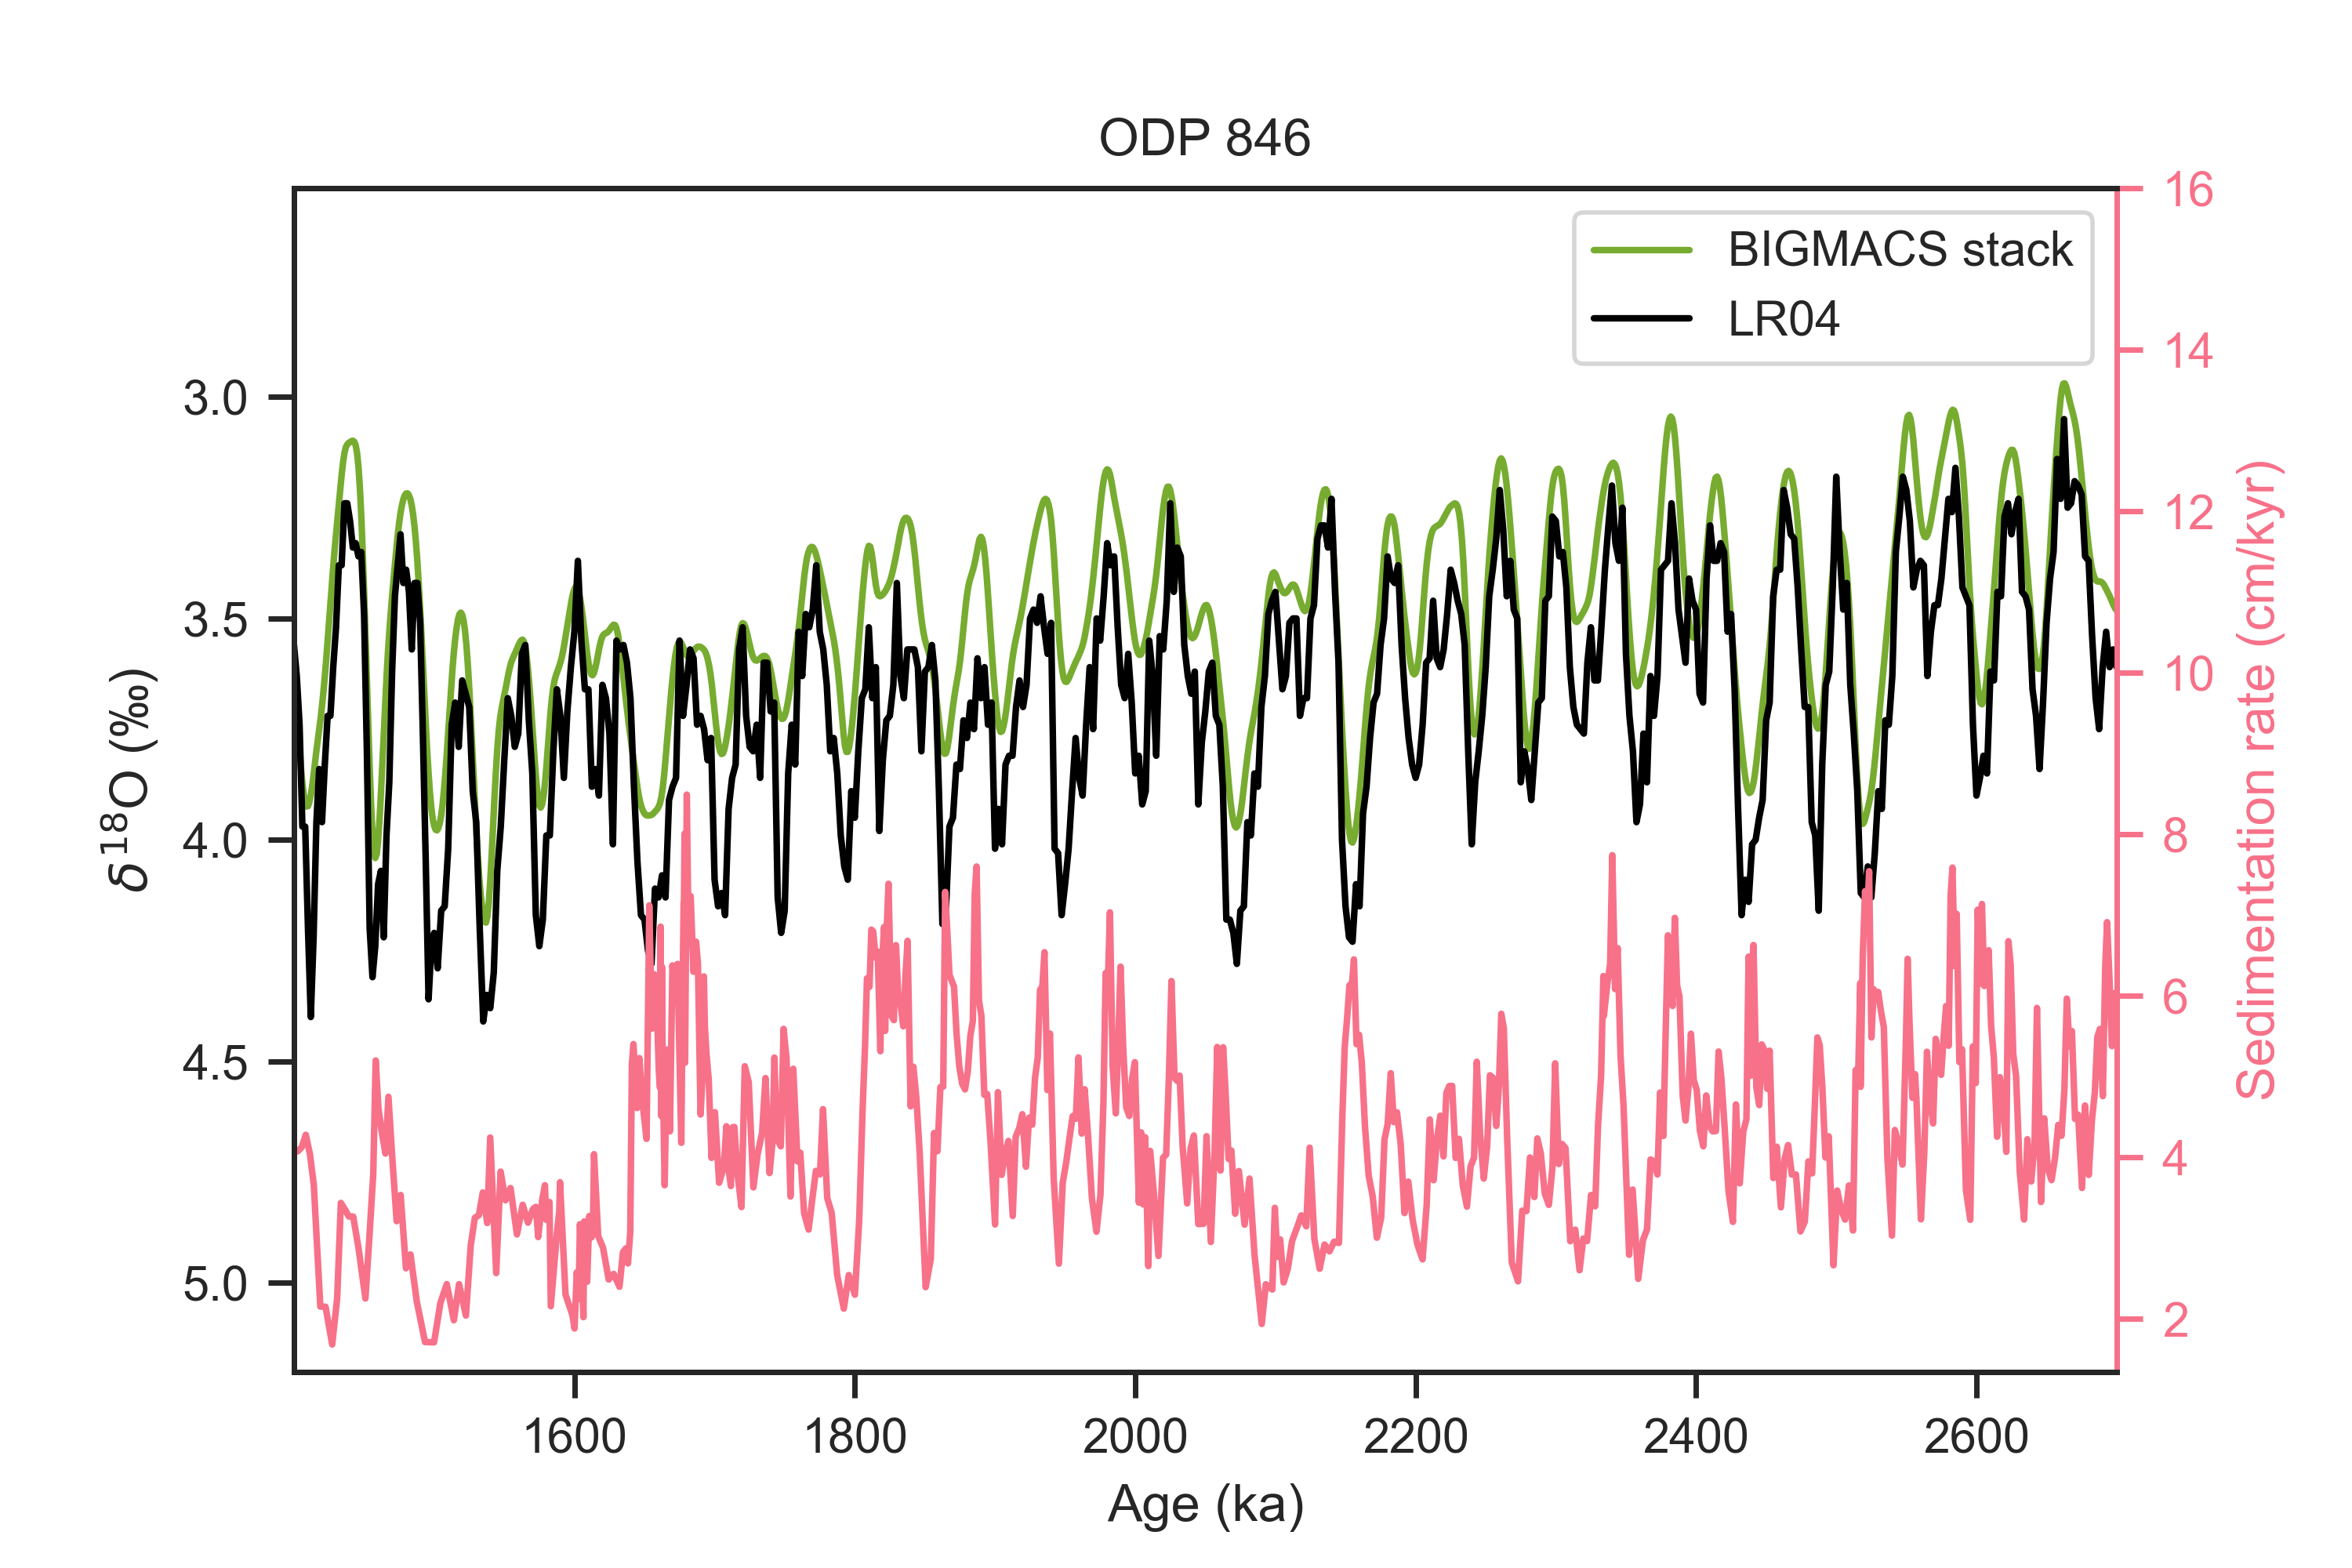 ODP 846
BIGMACS stack
LR04
3.0
3.5
4.0
4.5
5.0
δ¹⁸O (‰)
16
14
12
10
8
6
4
2
Sedimentation rate (cm/kyr)
1600 1800 2000 2200 2400 2600
Age (ka)